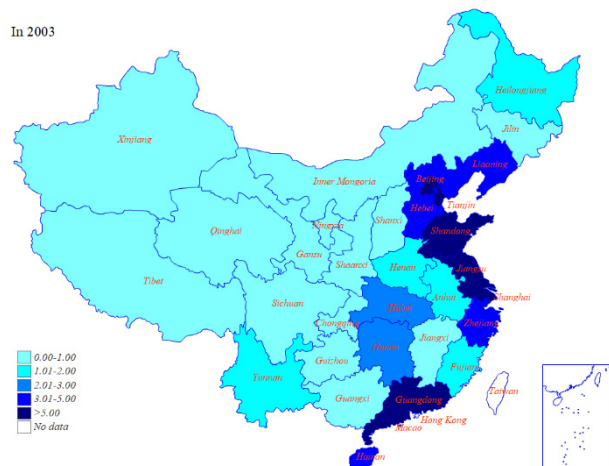 In 2003
Heilongjiang
Jilin
Xinjiang
Liaoning
Beijing
Inner Mongoria
Tianjin
Hebei
Ningxia
Shanxi
Shandong
Qinghai
Gansu
Shaanxi
Henan
Jiangsu
Tibet
Anhui
Shanghai
Sichuan
Hubei
Zhejiang
Chongqing
Hunan
Jiangxi
Guizhou
Fujian
Yunnan
Taiwan
Guangxi
Guangdong
Hong Kong
Macao
Hainan
0.00-1.00
1.01-2.00
2.01-3.00
3.01-5.00
>5.00
No data